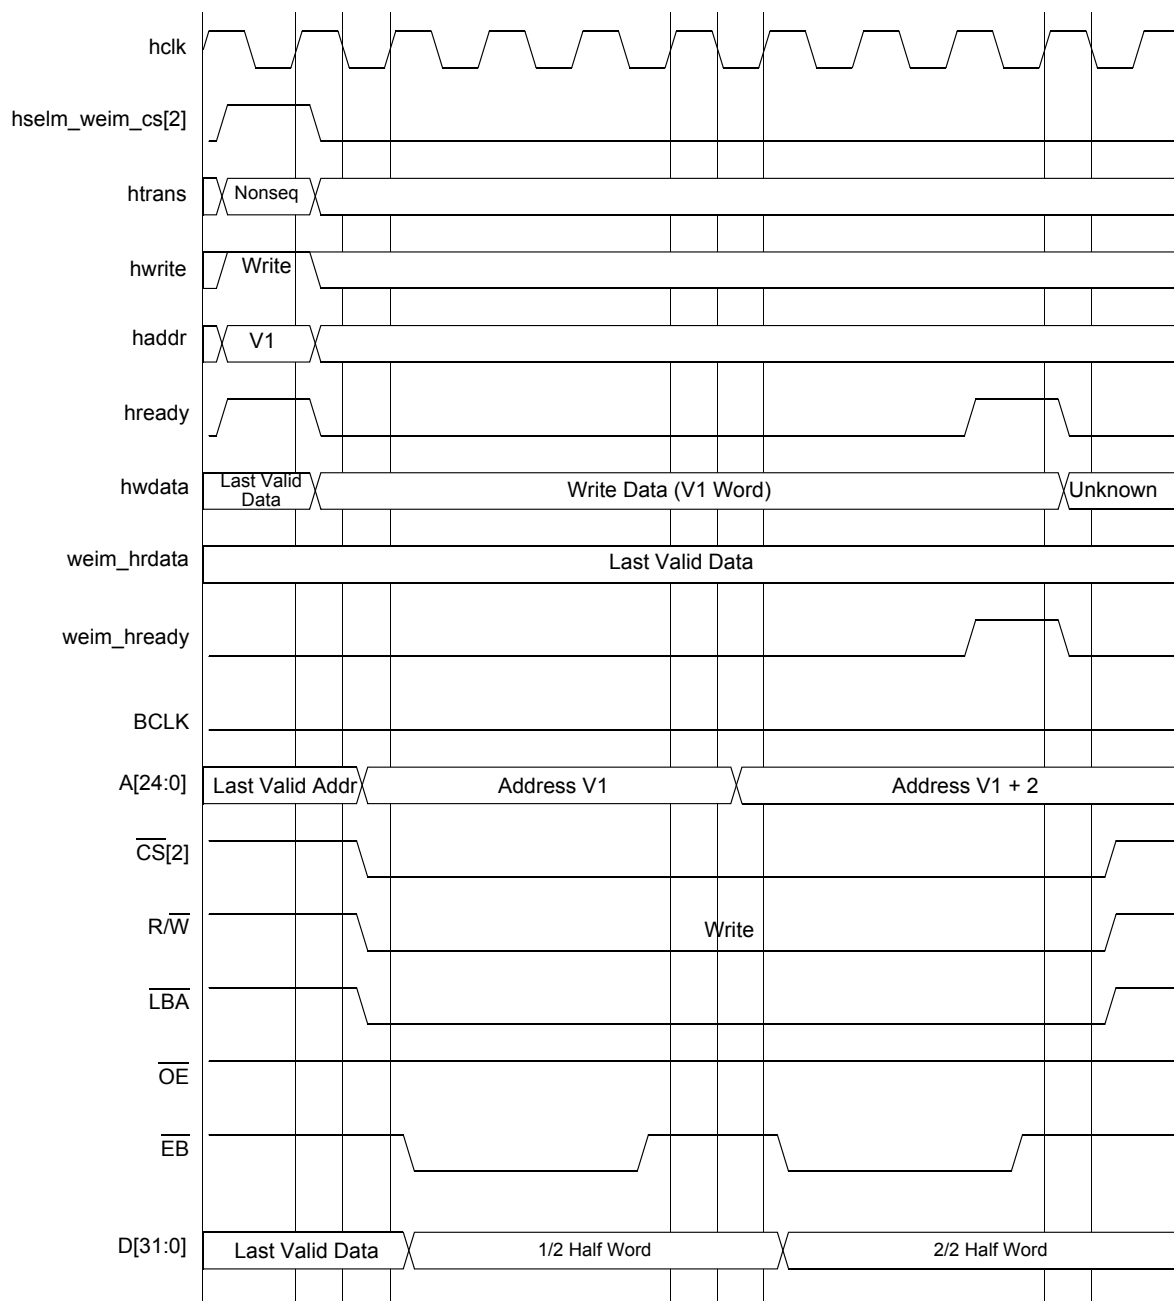 hclk
hselm_weim_cs[2]
htrans Nonseq
hwrite Write
haddr V1
hready
hwdata Last Valid Data Write Data (V1 Word) Unknown
weim_hrdata Last Valid Data
weim_hready
BCLK
A[24:0] Last Valid Addr Address V1 Address V1 + 2
CS[2]
R/W Write
LBA
OE
EB
D[31:0] Last Valid Data 1/2 Half Word 2/2 Half Word